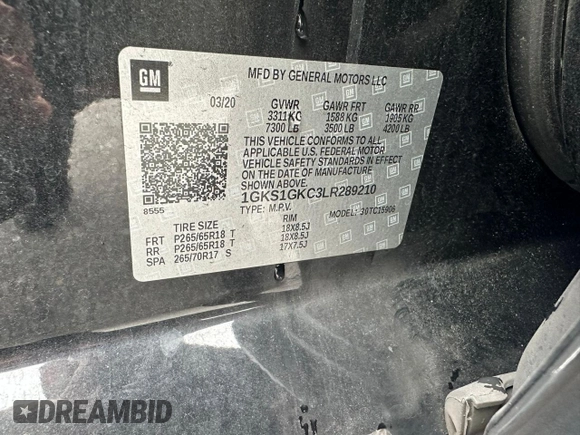 GM
MFD BY GENERAL MOTORS LLC
03/20 GVWR GAWR FRT GAWR RR
3311 KG 1588 KG 1905 KG
7300 LB 3500 LB 4200 LB
THIS VEHICLE CONFORMS TO ALL
APPLICABLE U.S. FEDERAL MOTOR
VEHICLE SAFETY STANDARDS IN EFFECT
ON THE DATE OF MANUFACTURE SHOWN ABOVE.
1GKS1GKC3LR289210
8555 TYPE: M.P.V. MODEL: 30TC15906
TIRE SIZE RIM
FRT P265/65R18 T 18X8.5J
RR P265/65R18 T 18X8.5J
SPA 265/70R17 S 17X7.5J
DREAMBID